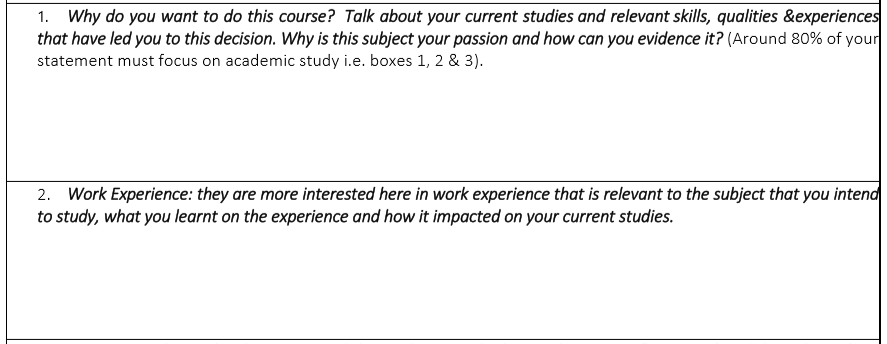 1. Why do you want to do this course? Talk about your current studies and relevant skills, qualities &experiences
that have led you to this decision. Why is this subject your passion and how can you evidence it? (Around 80% of your
statement must focus on academic study i.e. boxes 1, 2 & 3).
2. Work Experience: they are more interested here in work experience that is relevant to the subject that you intend
to study, what you learnt on the experience and how it impacted on your current studies.